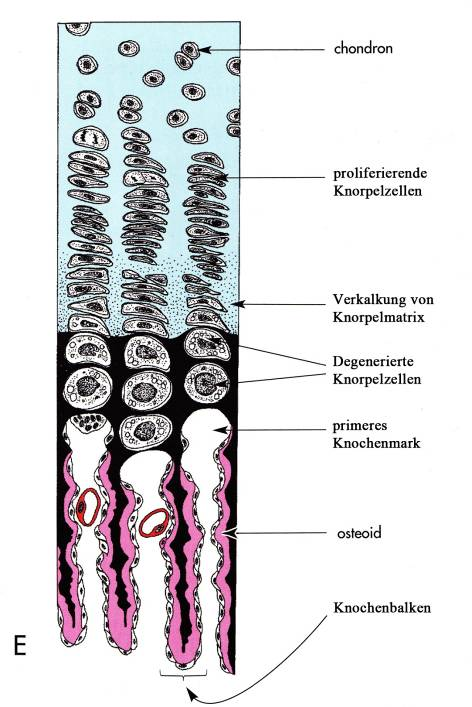 chondron
proliferierende
Knorpelzellen
Verkalkung von
Knorpelmatrix
Degenerierte
Knorpelzellen
primeres
Knochenmark
osteoid
Knochenbalken
E